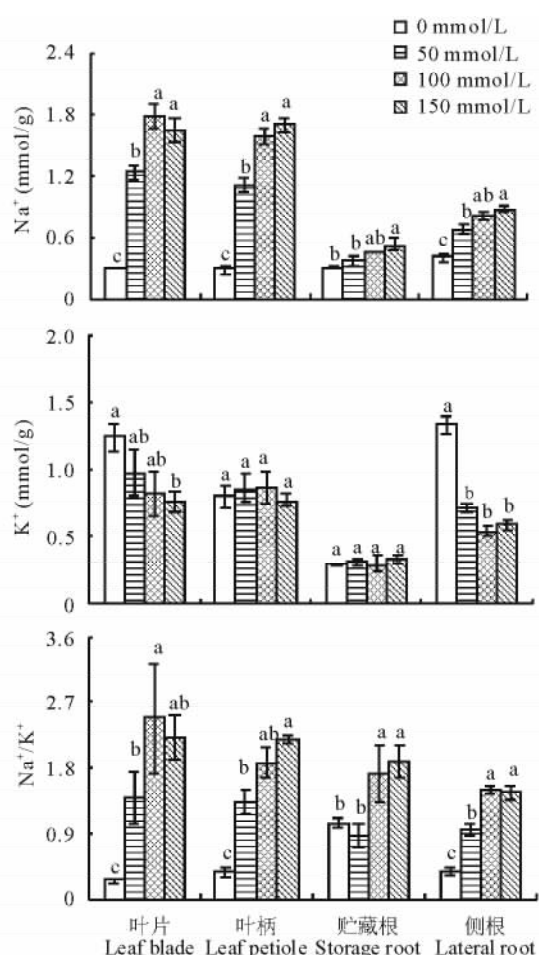 0 mmol/L
50 mmol/L
100 mmol/L
150 mmol/L
Na⁺ (mmol/g)
2.4
1.8
1.2
0.6
0
c b a a
c b a a
b b ab a
c b ab a
K⁺ (mmol/g)
2.0
1.5
1.0
0.5
0
a ab ab b
a a a a
a a a a
a b b b
Na⁺/K⁺
3.6
2.7
1.8
0.9
0
c b a ab
c b ab a
b b a a
c b a a
叶片 叶柄 贮藏根 侧根
Leaf blade Leaf petiole Storage root Lateral root